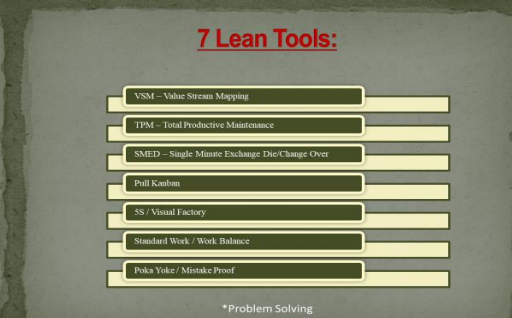 7 Lean Tools:
VSM – Value Stream Mapping
TPM – Total Productive Maintenance
SMED – Single Minute Exchange Die/Change Over
Pull Kanban
5S / Visual Factory
Standard Work / Work Balance
Poka Yoke / Mistake Proof
*Problem Solving